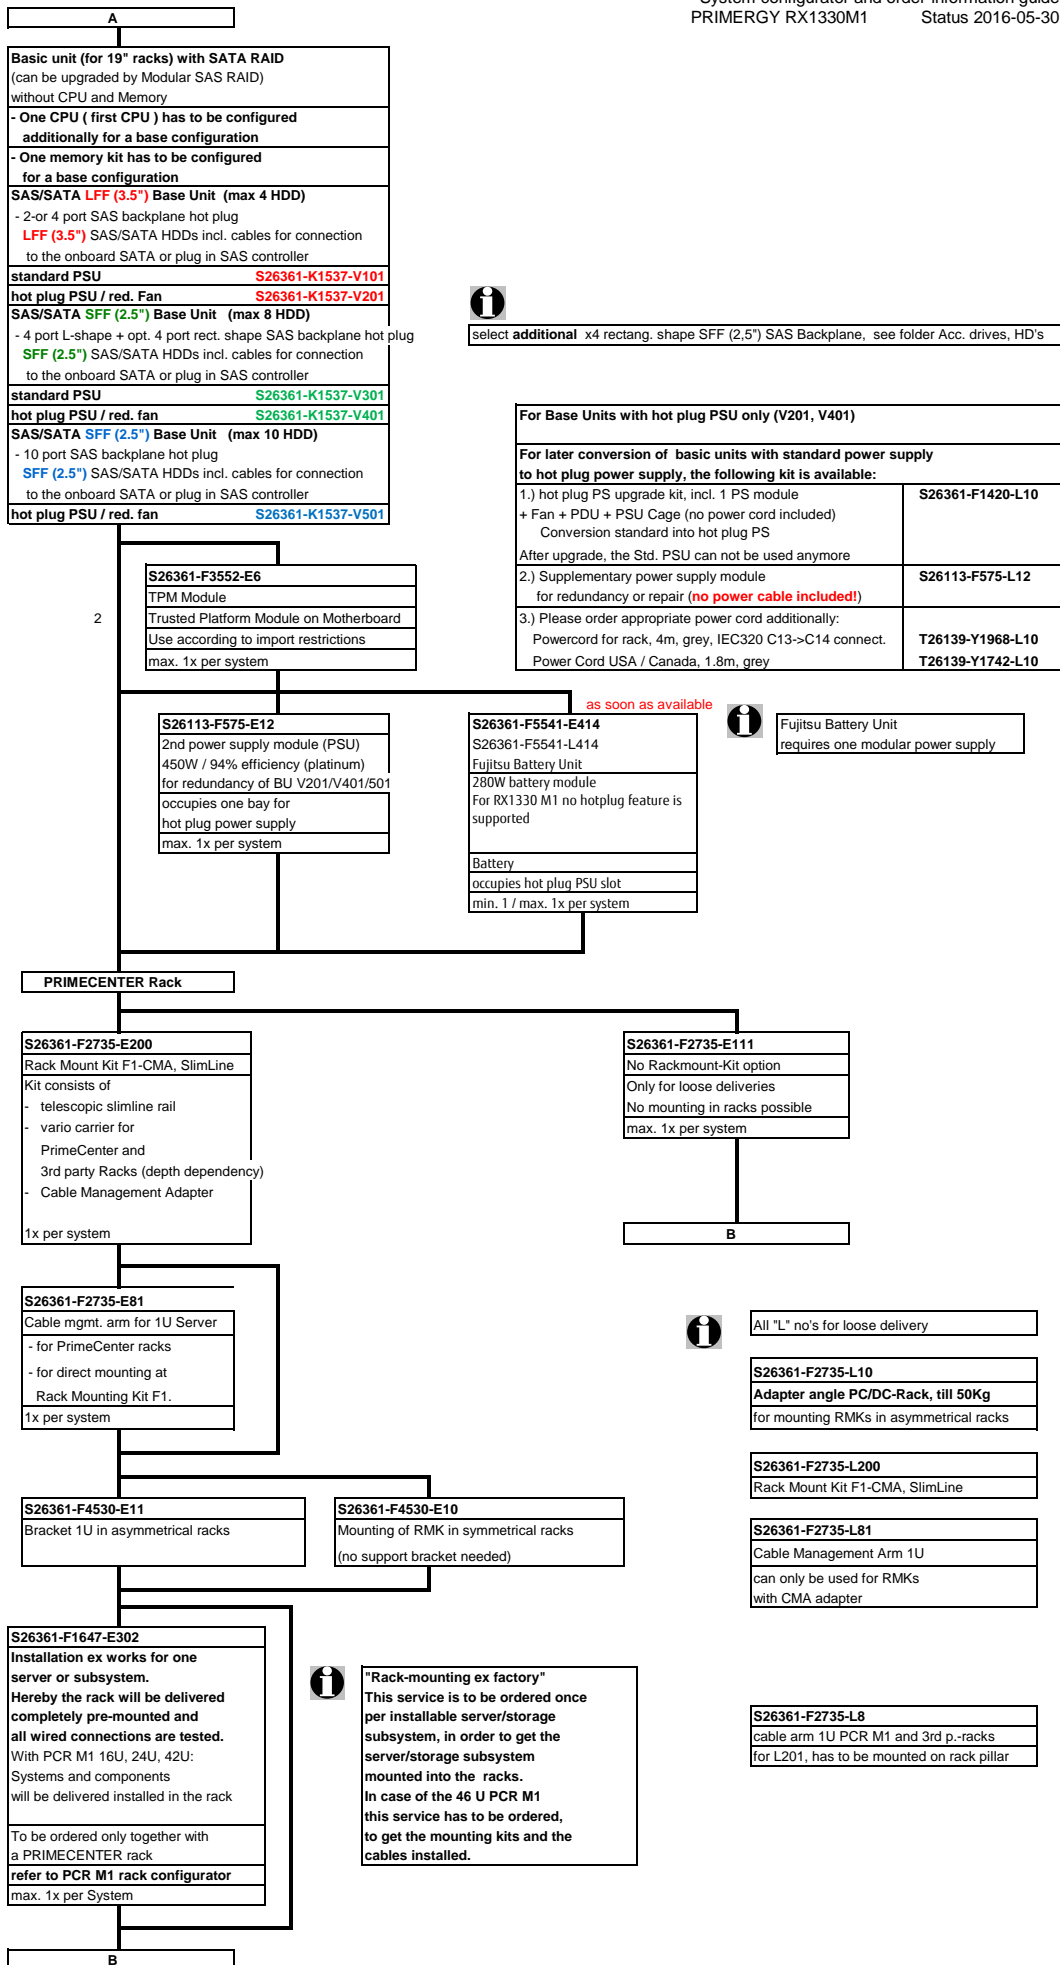 System configurator and order-information guide
PRIMERGY RX1330M1 Status 2016-05-30
A
Basic unit (for 19" racks) with SATA RAID
(can be upgraded by Modular SAS RAID)
without CPU and Memory
- One CPU ( first CPU ) has to be configured
additionally for a base configuration
- One memory kit has to be configured
for a base configuration
SAS/SATA LFF (3.5") Base Unit (max 4 HDD)
- 2-or 4 port SAS backplane hot plug
LFF (3.5") SAS/SATA HDDs incl. cables for connection
to the onboard SATA or plug in SAS controller
standard PSU S26361-K1537-V101
hot plug PSU / red. Fan S26361-K1537-V201
SAS/SATA SFF (2.5") Base Unit (max 8 HDD)
- 4 port L-shape + opt. 4 port rect. shape SAS backplane hot plug
SFF (2.5") SAS/SATA HDDs incl. cables for connection
to the onboard SATA or plug in SAS controller
standard PSU S26361-K1537-V301
hot plug PSU / red. fan S26361-K1537-V401
SAS/SATA SFF (2.5") Base Unit (max 10 HDD)
- 10 port SAS backplane hot plug
SFF (2.5") SAS/SATA HDDs incl. cables for connection
to the onboard SATA or plug in SAS controller
hot plug PSU / red. fan S26361-K1537-V501
select additional x4 rectang. shape SFF (2,5") SAS Backplane, see folder Acc. drives, HD's
For Base Units with hot plug PSU only (V201, V401)
For later conversion of basic units with standard power supply
to hot plug power supply, the following kit is available:
1.) hot plug PS upgrade kit, incl. 1 PS module S26361-F1420-L10
+ Fan + PDU + PSU Cage (no power cord included)
Conversion standard into hot plug PS
After upgrade, the Std. PSU can not be used anymore
2.) Supplementary power supply module S26113-F575-L12
for redundancy or repair (no power cable included!)
3.) Please order appropriate power cord additionally:
Powercord for rack, 4m, grey, IEC320 C13->C14 connect. T26139-Y1968-L10
Power Cord USA / Canada, 1.8m, grey T26139-Y1742-L10
2
S26361-F3552-E6
TPM Module
Trusted Platform Module on Motherboard
Use according to import restrictions
max. 1x per system
S26113-F575-E12
2nd power supply module (PSU)
450W / 94% efficiency (platinum)
for redundancy of BU V201/V401/501
occupies one bay for
hot plug power supply
max. 1x per system
as soon as available
S26361-F5541-E414
S26361-F5541-L414
Fujitsu Battery Unit
280W battery module
For RX1330 M1 no hotplug feature is
supported
Battery
occupies hot plug PSU slot
min. 1 / max. 1x per system
Fujitsu Battery Unit
requires one modular power supply
PRIMECENTER Rack
S26361-F2735-E200
Rack Mount Kit F1-CMA, SlimLine
Kit consists of
- telescopic slimline rail
- vario carrier for
PrimeCenter and
3rd party Racks (depth dependency)
- Cable Management Adapter
1x per system
S26361-F2735-E111
No Rackmount-Kit option
Only for loose deliveries
No mounting in racks possible
max. 1x per system
B
S26361-F2735-E81
Cable mgmt. arm for 1U Server
- for PrimeCenter racks
- for direct mounting at
Rack Mounting Kit F1.
1x per system
All "L" no's for loose delivery
S26361-F2735-L10
Adapter angle PC/DC-Rack, till 50Kg
for mounting RMKs in asymmetrical racks
S26361-F2735-L200
Rack Mount Kit F1-CMA, SlimLine
S26361-F2735-L81
Cable Management Arm 1U
can only be used for RMKs
with CMA adapter
S26361-F4530-E11
Bracket 1U in asymmetrical racks
S26361-F4530-E10
Mounting of RMK in symmetrical racks
(no support bracket needed)
S26361-F1647-E302
Installation ex works for one
server or subsystem.
Hereby the rack will be delivered
completely pre-mounted and
all wired connections are tested.
With PCR M1 16U, 24U, 42U:
Systems and components
will be delivered installed in the rack
To be ordered only together with
a PRIMECENTER rack
refer to PCR M1 rack configurator
max. 1x per System
"Rack-mounting ex factory"
This service is to be ordered once
per installable server/storage
subsystem, in order to get the
server/storage subsystem
mounted into the racks.
In case of the 46 U PCR M1
this service has to be ordered,
to get the mounting kits and the
cables installed.
S26361-F2735-L8
cable arm 1U PCR M1 and 3rd p.-racks
for L201, has to be mounted on rack pillar
B